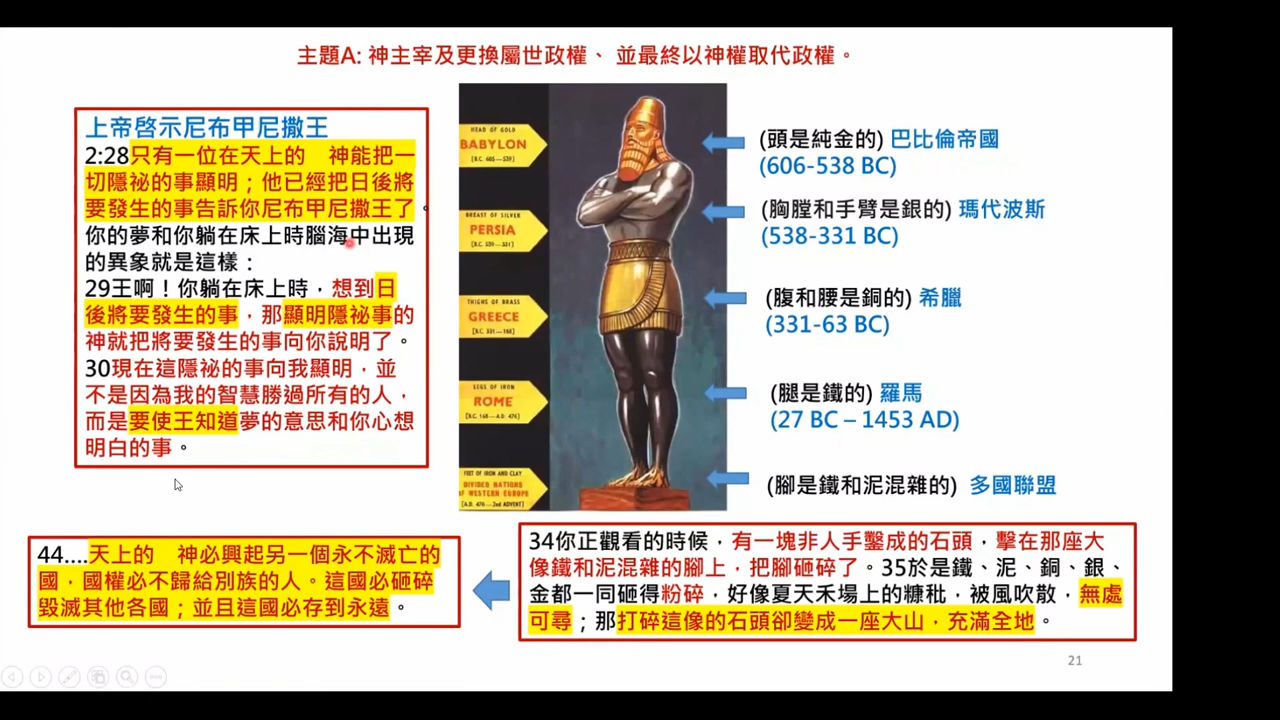 主題A: 神主宰及更換屬世政權、 並最終以神權取代政權。
上帝啓示尼布甲尼撒王
2:28只有一位在天上的　神能把一
切隱祕的事顯明；他已經把日後將
要發生的事告訴你尼布甲尼撒王了。
你的夢和你躺在床上時腦海中出現
的異象就是這樣：
29王啊！你躺在床上時，想到日
後將要發生的事，那顯明隱祕事的
神就把將要發生的事向你說明了。
30現在這隱祕的事向我顯明，並
不是因為我的智慧勝過所有的人，
而是要使王知道夢的意思和你心想
明白的事。
HEAD OF GOLD
BABYLON
[B.C. 605—539]
BREAST OF SILVER
PERSIA
[B.C. 539—331]
THIGHS OF BRASS
GREECE
[B.C. 331—168]
LEGS OF IRON
ROME
[B.C. 168—A.D. 476]
FEET OF IRON AND CLAY
DIVIDED NATIONS
OF WESTERN EUROPE
[A.D. 476—2nd ADVENT]
(頭是純金的) 巴比倫帝國
(606-538 BC)
(胸膛和手臂是銀的) 瑪代波斯
(538-331 BC)
(腹和腰是銅的) 希臘
(331-63 BC)
(腿是鐵的) 羅馬
(27 BC – 1453 AD)
(腳是鐵和泥混雜的) 多國聯盟
44....天上的　神必興起另一個永不滅亡的
國，國權必不歸給別族的人。這國必砸碎
毀滅其他各國；並且這國必存到永遠。
34你正觀看的時候，有一塊非人手鑿成的石頭，擊在那座大
像鐵和泥混雜的腳上，把腳砸碎了。35於是鐵、泥、銅、銀、
金都一同砸得粉碎，好像夏天禾場上的糠秕，被風吹散，無處
可尋；那打碎這像的石頭卻變成一座大山，充滿全地。
21